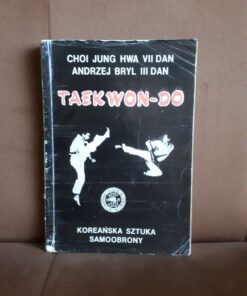 CHOI JUNG HWA VII DAN
ANDRZEJ BRYL III DAN
TAEKWON-DO
KOREAŃSKA SZTUKA
SAMOOBRONY